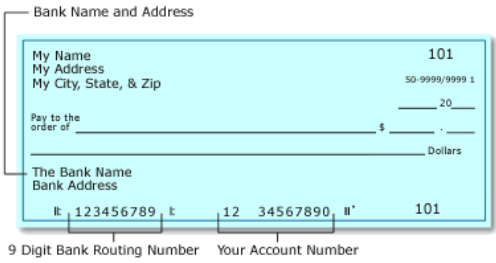 Bank Name and Address
My Name 101
My Address
My City, State, & Zip 50-9999/9999 1
20
Pay to the
order of $ .
Dollars
The Bank Name
Bank Address
⑆ 123456789 ⑆ 12 34567890 ⑈ 101
9 Digit Bank Routing Number Your Account Number